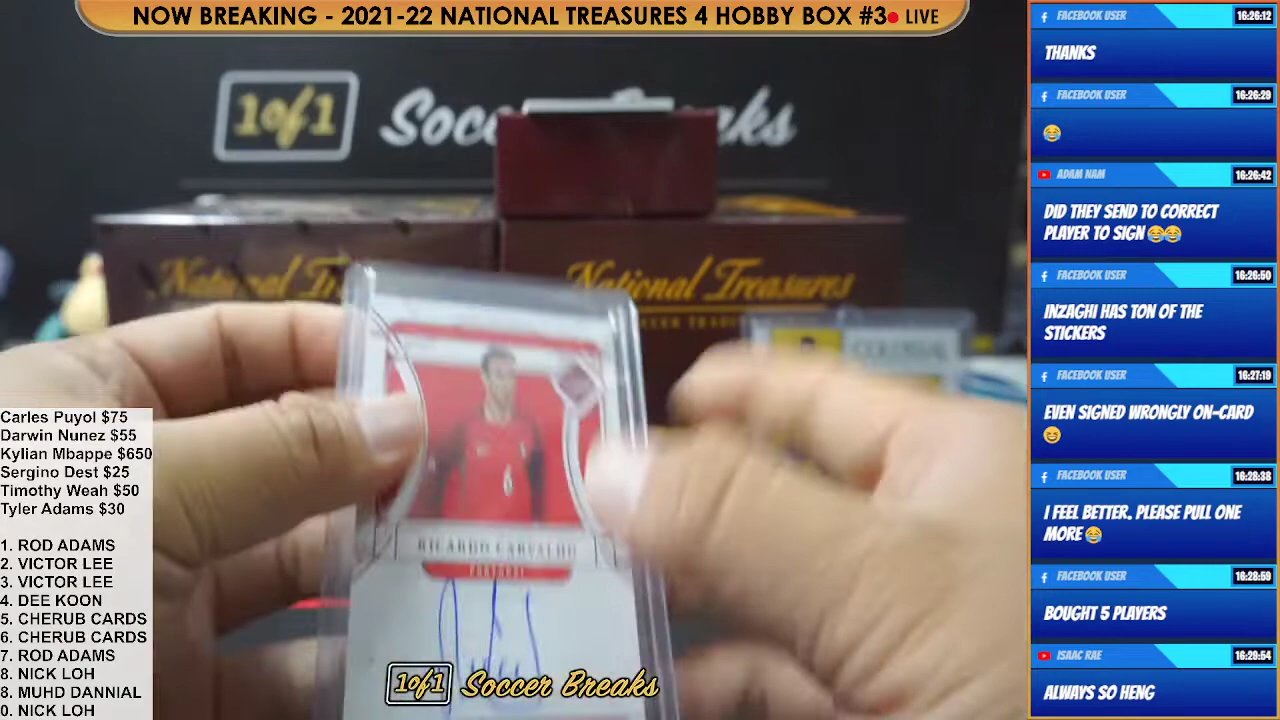 NOW BREAKING - 2021-22 NATIONAL TREASURES 4 HOBBY BOX #3 LIVE
1of1
Soccer Breaks
National Treasures
RICARDO CARVALHO
PORTUGAL
1of1 Soccer Breaks
Carles Puyol $75
Darwin Nunez $55
Kylian Mbappe $650
Sergino Dest $25
Timothy Weah $50
Tyler Adams $30
1. ROD ADAMS
2. VICTOR LEE
3. VICTOR LEE
4. DEE KOON
5. CHERUB CARDS
6. CHERUB CARDS
7. ROD ADAMS
8. NICK LOH
8. MUHD DANNIAL
0. NICK LOH
FACEBOOK USER 16:26:12
THANKS
FACEBOOK USER 16:26:29
😂
ADAM NAM 16:26:42
DID THEY SEND TO CORRECT
PLAYER TO SIGN 😂😂
FACEBOOK USER 16:26:50
INZAGHI HAS TON OF THE
STICKERS
FACEBOOK USER 16:27:19
EVEN SIGNED WRONGLY ON-CARD
😆
FACEBOOK USER 16:28:38
I FEEL BETTER. PLEASE PULL ONE
MORE 😂
FACEBOOK USER 16:28:59
BOUGHT 5 PLAYERS
ISAAC RAE 16:29:54
ALWAYS SO HENG